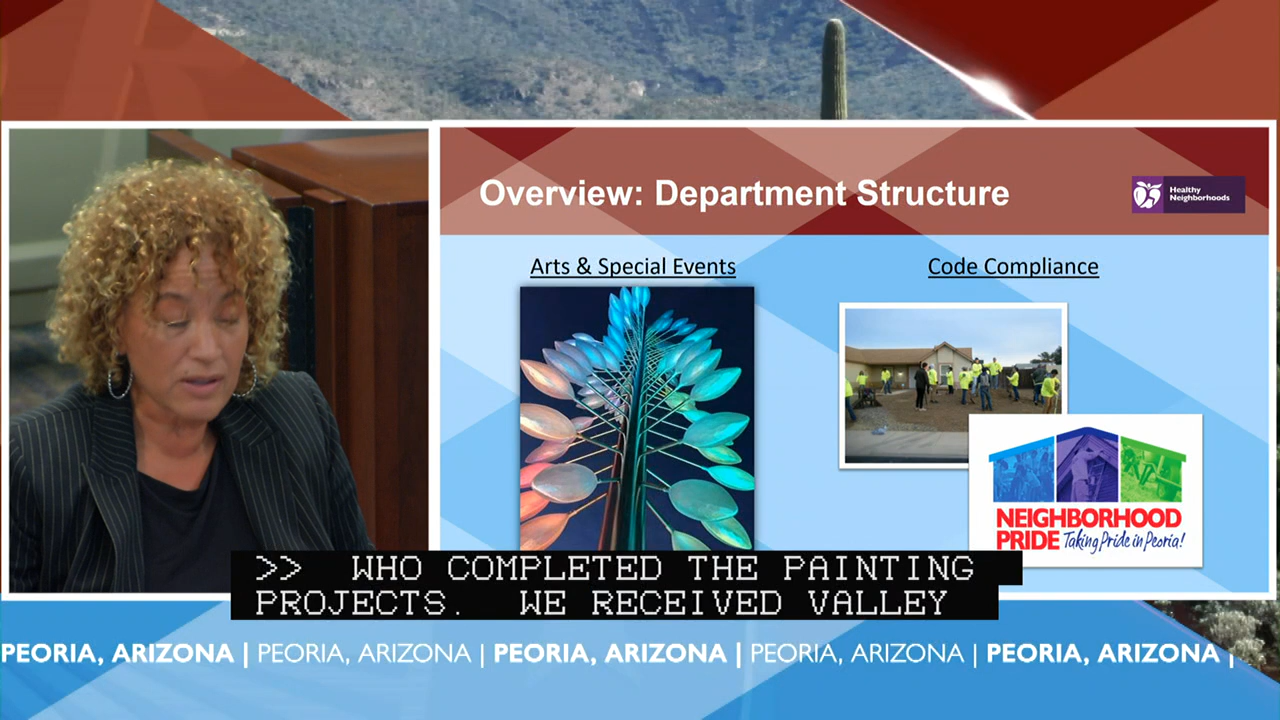 Overview: Department Structure
Healthy
Neighborhoods
Arts & Special Events
Code Compliance
NEIGHBORHOOD
PRIDE Taking Pride in Peoria!
>> WHO COMPLETED THE PAINTING
PROJECTS. WE RECEIVED VALLEY
PEORIA, ARIZONA | PEORIA, ARIZONA | PEORIA, ARIZONA | PEORIA, ARIZONA | PEORIA, ARIZONA |